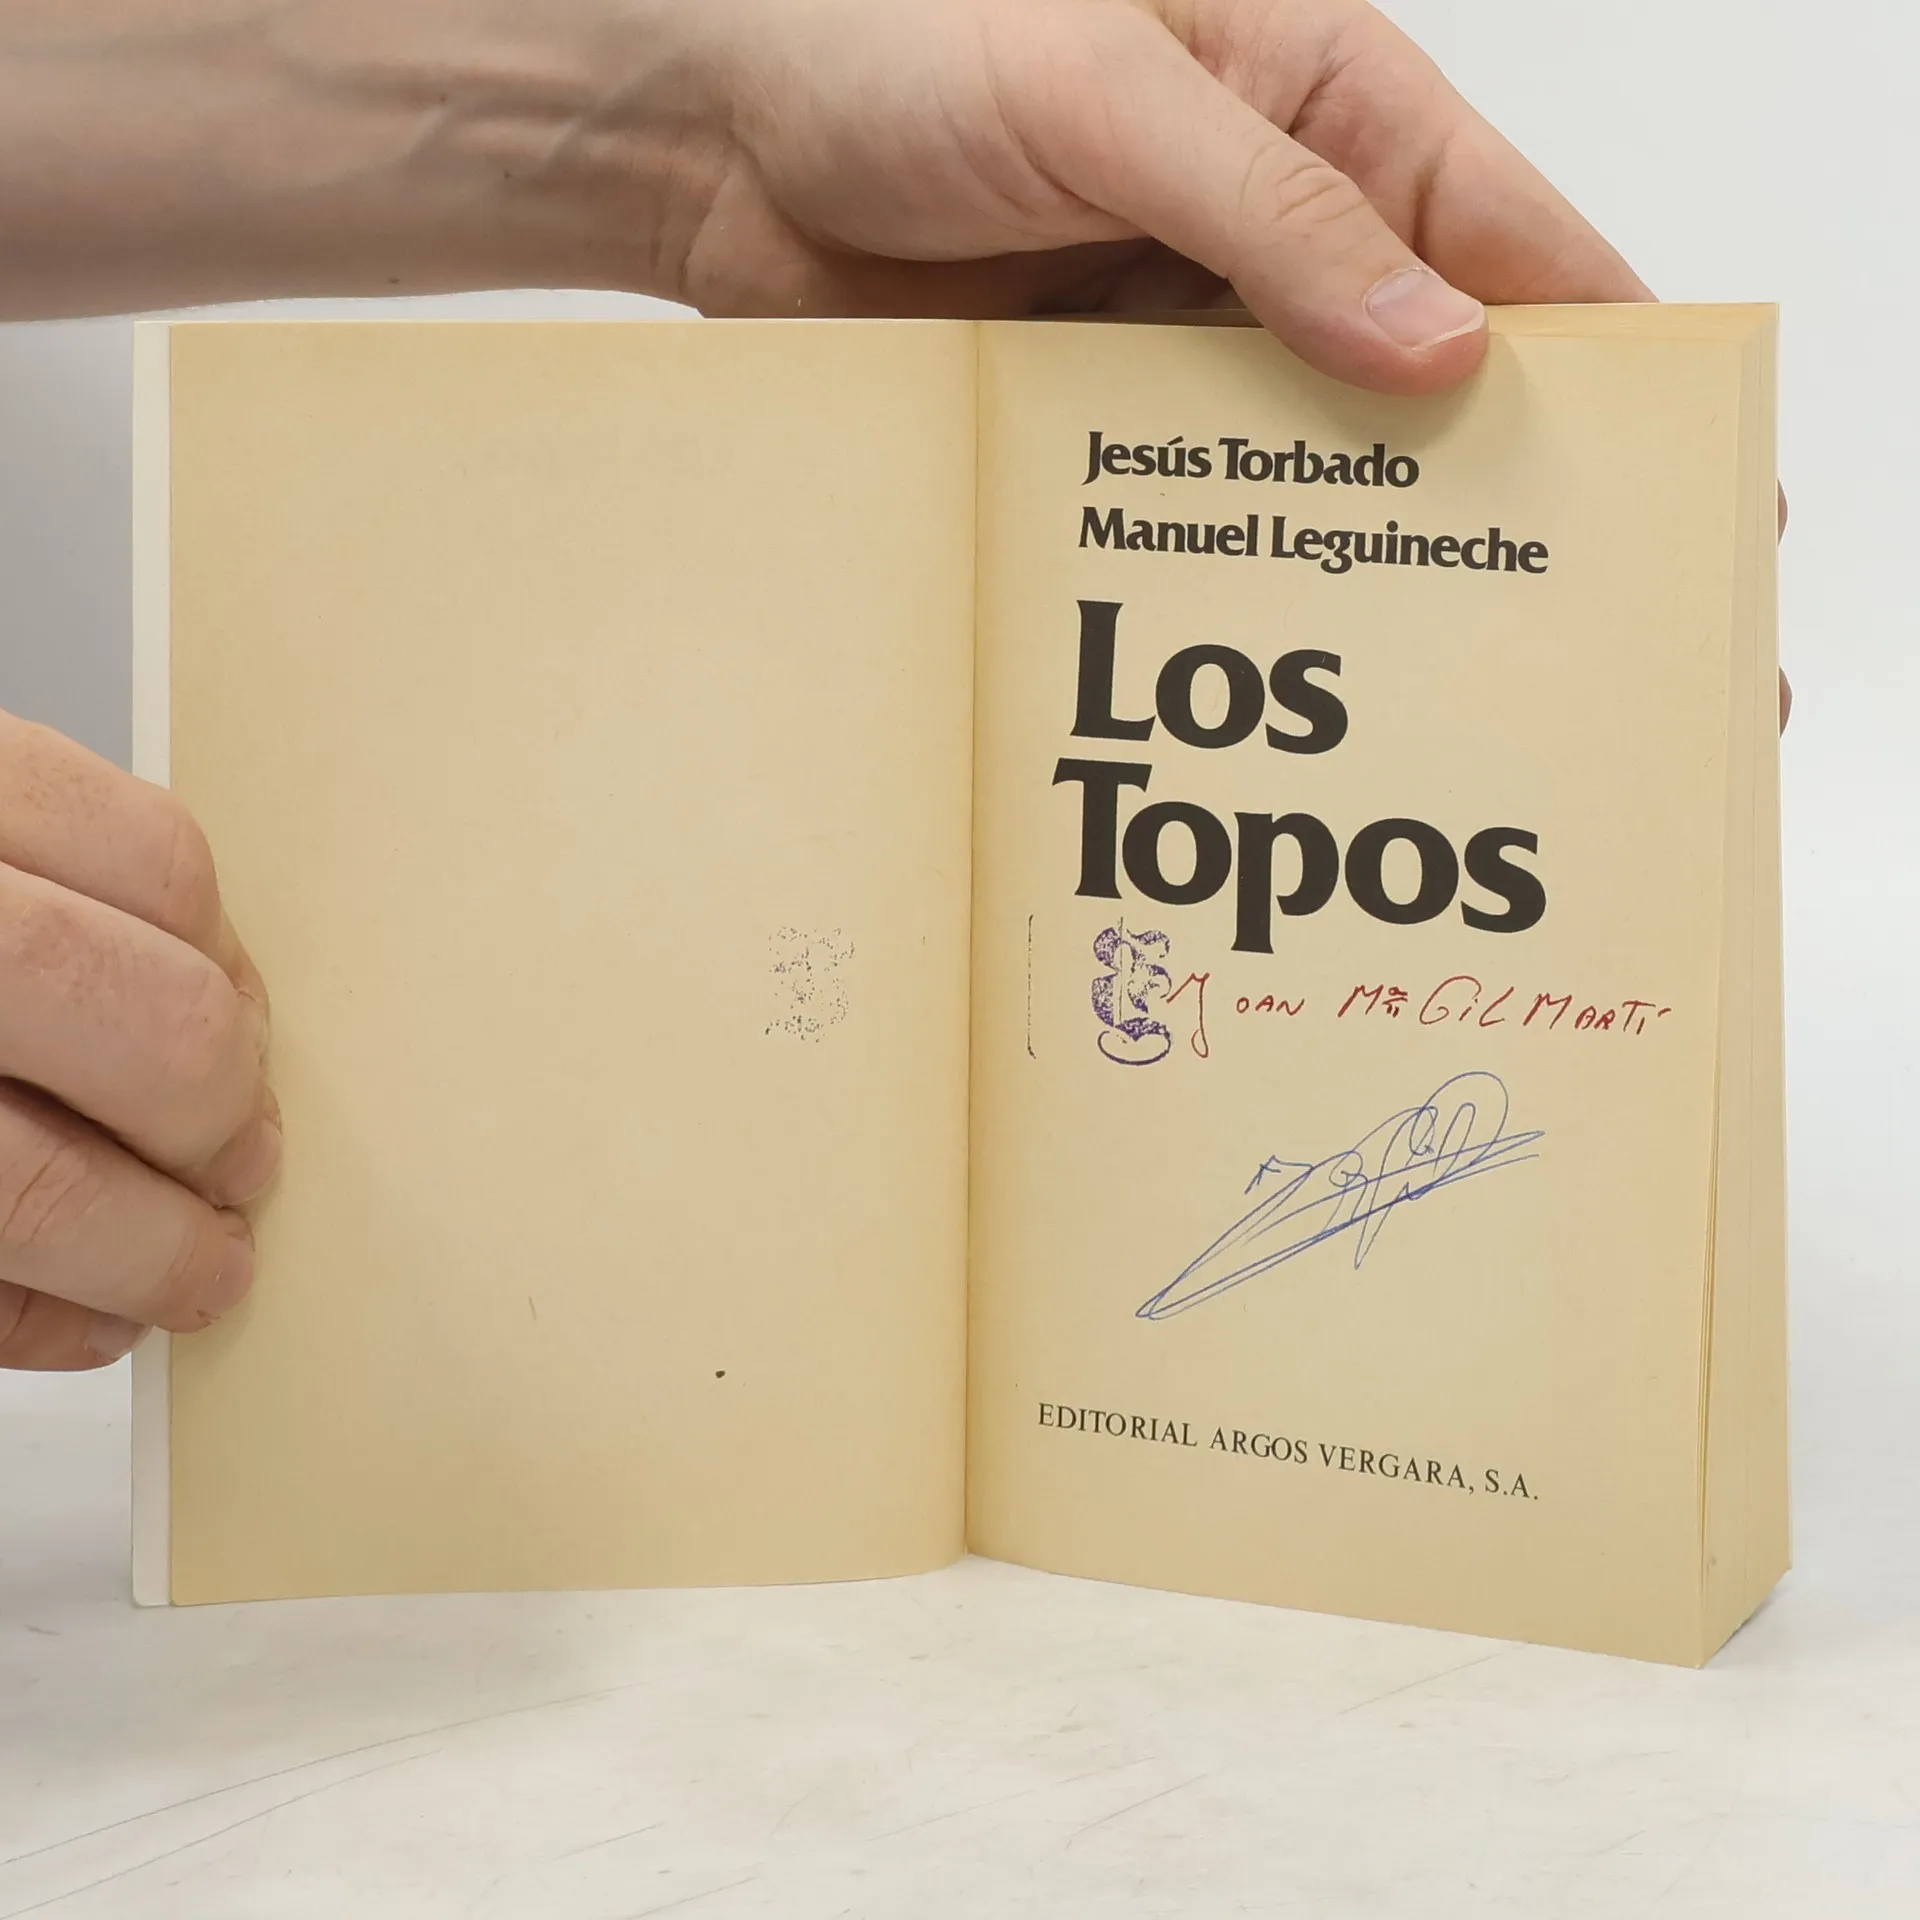 Jesús Torbado
Manuel Leguineche
Los
Topos
JOAN Mª GIL MARTÍ
EDITORIAL ARGOS VERGARA, S.A.